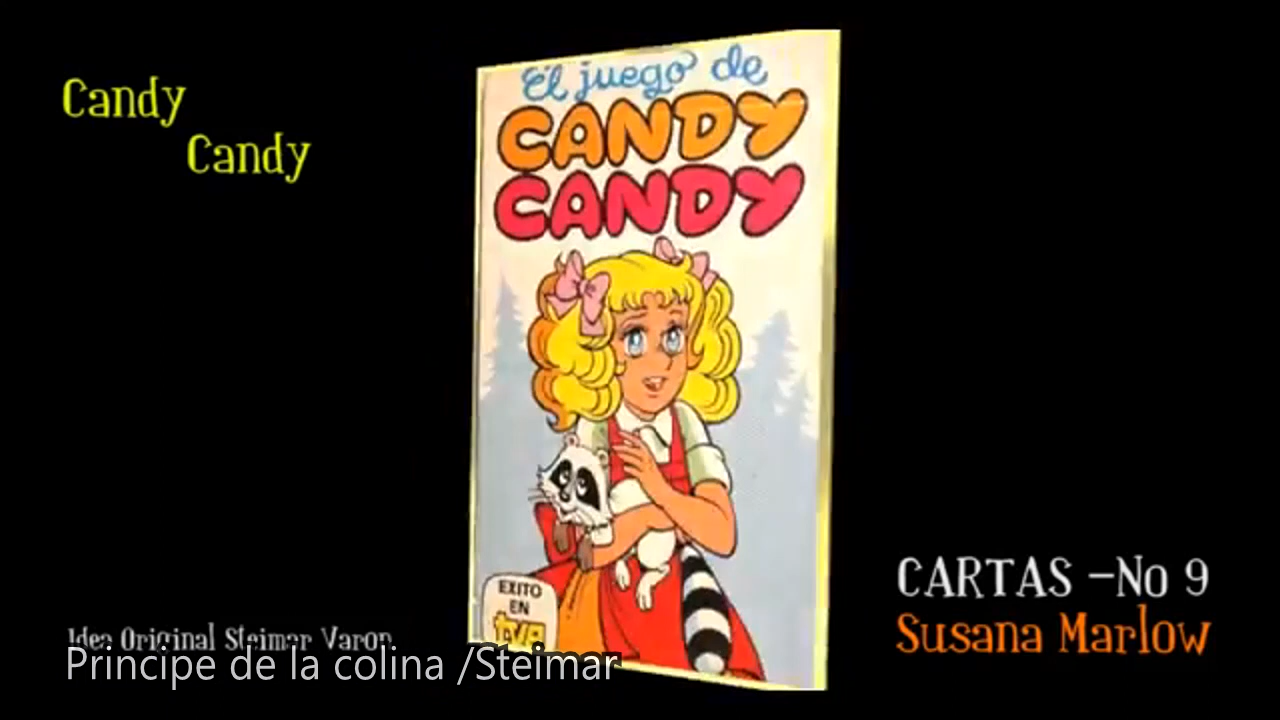 Candy
Candy
El juego de
CANDY
CANDY
EXITO
EN
tve
CARTAS –No 9
Susana Marlow
Idea Original Steimar Varon
Principe de la colina /Steimar